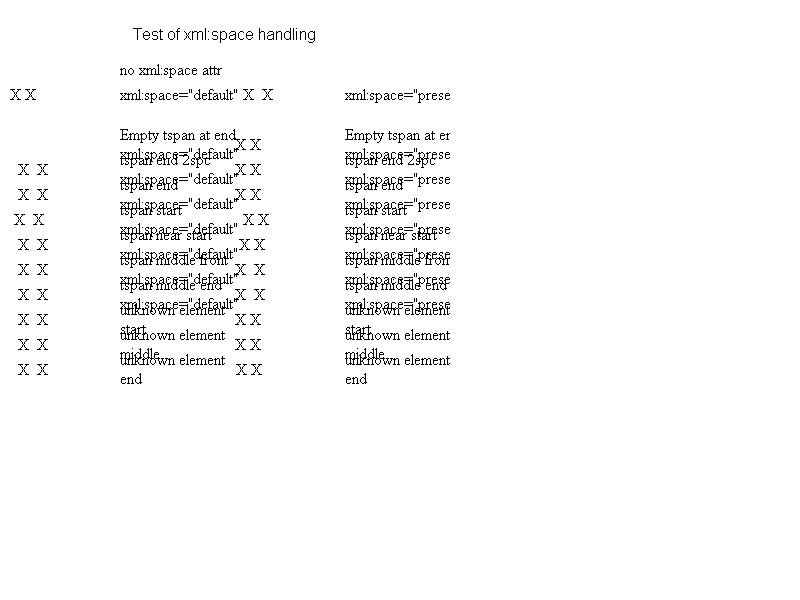 Test of xml:space handling
no xml:space attr
X X xml:space="default" X  X xml:space="prese
Empty tspan at end X X Empty tspan at er
xml:space="default" xml:space="prese
X  X tspan end 2spc X X tspan end 2spc
xml:space="default" xml:space="prese
X  X tspan end X X tspan end
xml:space="default" xml:space="prese
X  X tspan start X X tspan start
xml:space="default" xml:space="prese
X  X tspan near start X X tspan near start
xml:space="default" xml:space="prese
X  X tspan middle front X  X tspan middle fron
xml:space="default" xml:space="prese
X  X tspan middle end X  X tspan middle end
xml:space="default" xml:space="prese
X  X unknown element X X unknown element
start start
X  X unknown element X X unknown element
middle middle
X  X unknown element X X unknown element
end end